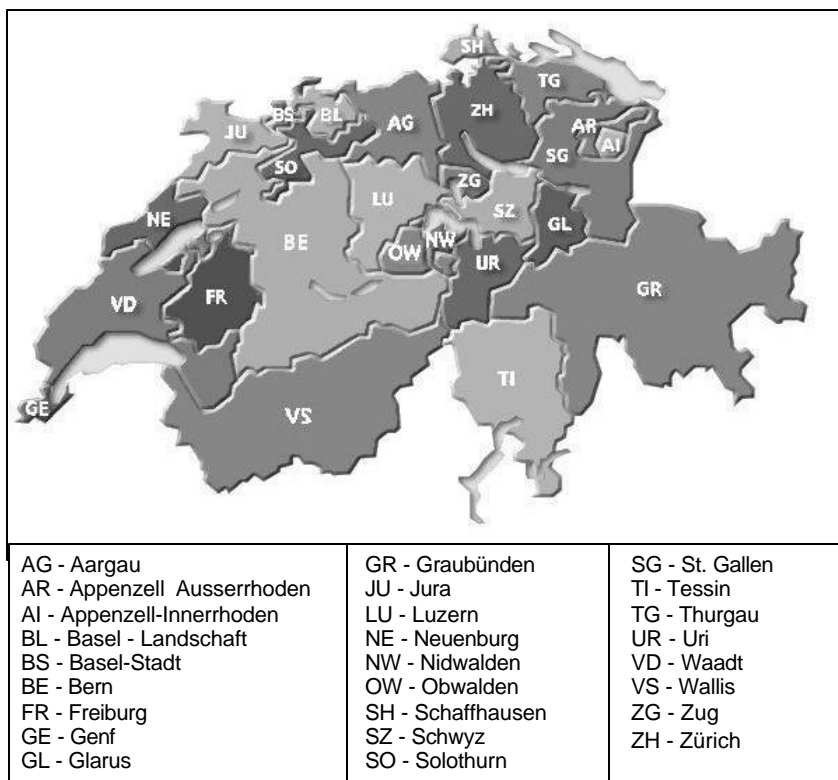 SH
TG
BS
BL
AG
ZH
AR
AI
JU
SG
SO
ZG
LU
SZ
NE
BE
NW
GL
OW
UR
VD
FR
GR
TI
GE
VS
AG - Aargau
AR - Appenzell Ausserrhoden
AI - Appenzell-Innerrhoden
BL - Basel - Landschaft
BS - Basel-Stadt
BE - Bern
FR - Freiburg
GE - Genf
GL - Glarus
GR - Graubünden
JU - Jura
LU - Luzern
NE - Neuenburg
NW - Nidwalden
OW - Obwalden
SH - Schaffhausen
SZ - Schwyz
SO - Solothurn
SG - St. Gallen
TI - Tessin
TG - Thurgau
UR - Uri
VD - Waadt
VS - Wallis
ZG - Zug
ZH - Zürich